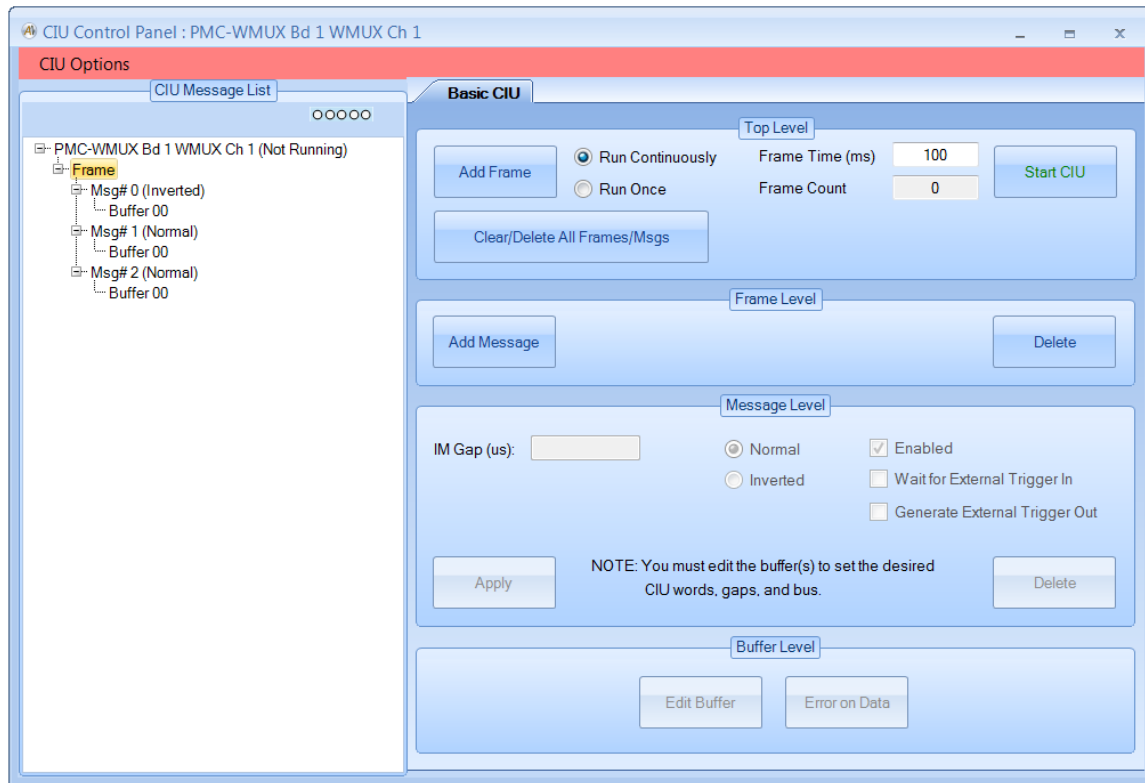 CIU Control Panel : PMC-WMUX Bd 1 WMUX Ch 1
CIU Options
CIU Message List
PMC-WMUX Bd 1 WMUX Ch 1 (Not Running)
Frame
Msg# 0 (Inverted)
Buffer 00
Msg# 1 (Normal)
Buffer 00
Msg# 2 (Normal)
Buffer 00
Basic CIU
Top Level
Add Frame
Run Continuously
Run Once
Frame Time (ms) 100
Frame Count 0
Start CIU
Clear/Delete All Frames/Msgs
Frame Level
Add Message
Delete
Message Level
IM Gap (us):
Normal
Inverted
Enabled
Wait for External Trigger In
Generate External Trigger Out
Apply
NOTE: You must edit the buffer(s) to set the desired
CIU words, gaps, and bus.
Delete
Buffer Level
Edit Buffer
Error on Data